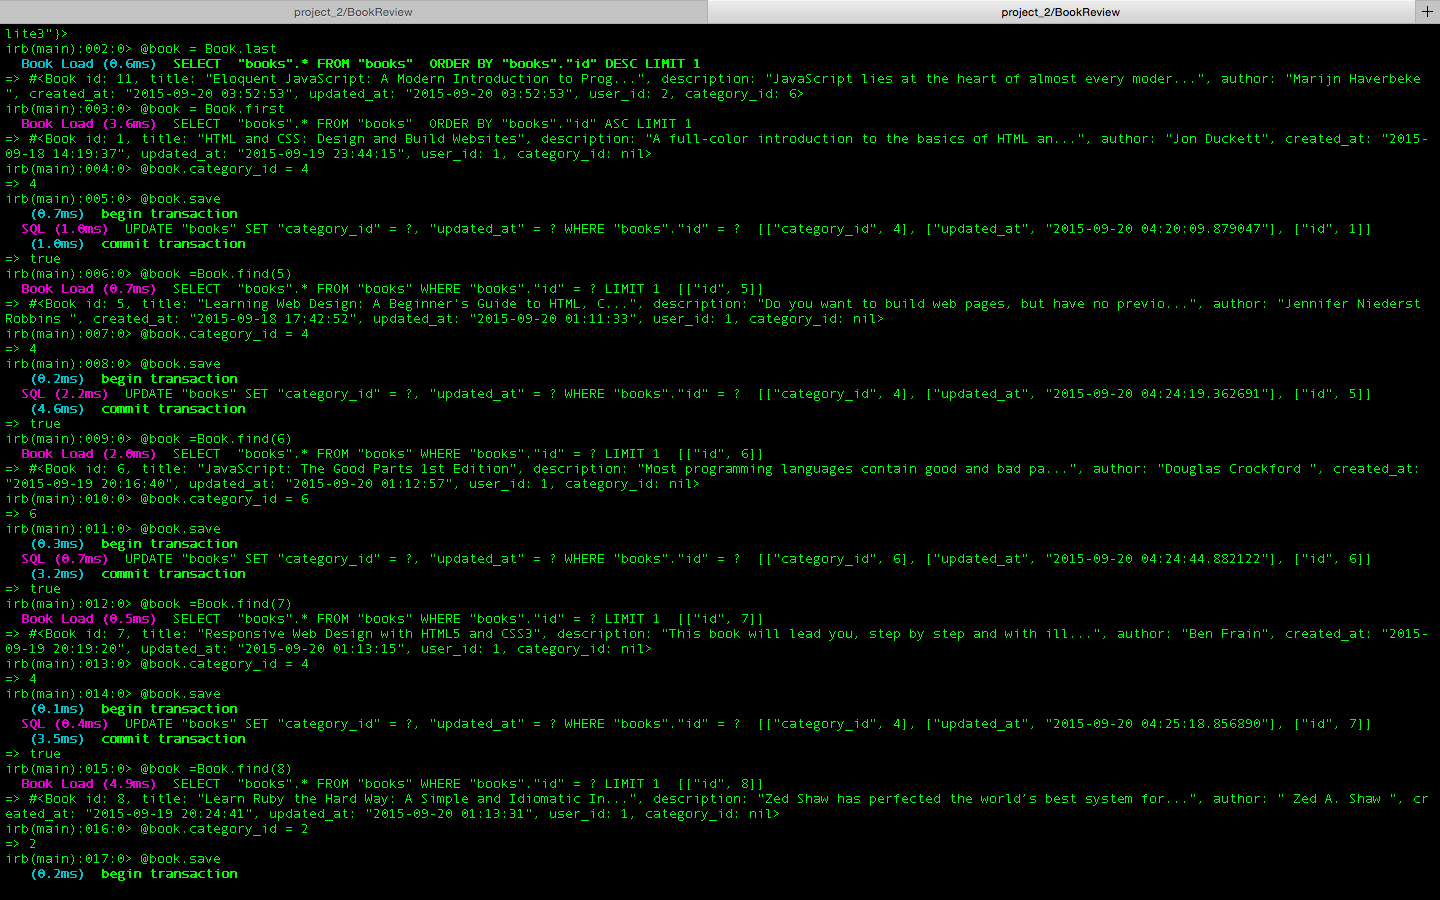 project_2/BookReview
project_2/BookReview
+
lite3"}>
irb(main):002:0> @book = Book.last
Book Load (0.6ms)  SELECT  "books".* FROM "books"  ORDER BY "books"."id" DESC LIMIT 1
=> #<Book id: 11, title: "Eloquent JavaScript: A Modern Introduction to Prog...", description: "JavaScript lies at the heart of almost every moder...", author: "Marijn Haverbeke
", created_at: "2015-09-20 03:52:53", updated_at: "2015-09-20 03:52:53", user_id: 2, category_id: 6>
irb(main):003:0> @book = Book.first
Book Load (3.6ms)  SELECT  "books".* FROM "books"  ORDER BY "books"."id" ASC LIMIT 1
=> #<Book id: 1, title: "HTML and CSS: Design and Build Websites", description: "A full-color introduction to the basics of HTML an...", author: "Jon Duckett", created_at: "2015-
09-18 14:19:37", updated_at: "2015-09-19 23:44:15", user_id: 1, category_id: nil>
irb(main):004:0> @book.category_id = 4
=> 4
irb(main):005:0> @book.save
(0.7ms)  begin transaction
SQL (1.0ms)  UPDATE "books" SET "category_id" = ?, "updated_at" = ? WHERE "books"."id" = ?  [["category_id", 4], ["updated_at", "2015-09-20 04:20:09.879047"], ["id", 1]]
(1.0ms)  commit transaction
=> true
irb(main):006:0> @book =Book.find(5)
Book Load (0.7ms)  SELECT  "books".* FROM "books" WHERE "books"."id" = ? LIMIT 1  [["id", 5]]
=> #<Book id: 5, title: "Learning Web Design: A Beginner's Guide to HTML, C...", description: "Do you want to build web pages, but have no previo...", author: "Jennifer Niederst
Robbins ", created_at: "2015-09-18 17:42:52", updated_at: "2015-09-20 01:11:33", user_id: 1, category_id: nil>
irb(main):007:0> @book.category_id = 4
=> 4
irb(main):008:0> @book.save
(0.2ms)  begin transaction
SQL (2.2ms)  UPDATE "books" SET "category_id" = ?, "updated_at" = ? WHERE "books"."id" = ?  [["category_id", 4], ["updated_at", "2015-09-20 04:24:19.362691"], ["id", 5]]
(4.6ms)  commit transaction
=> true
irb(main):009:0> @book =Book.find(6)
Book Load (2.0ms)  SELECT  "books".* FROM "books" WHERE "books"."id" = ? LIMIT 1  [["id", 6]]
=> #<Book id: 6, title: "JavaScript: The Good Parts 1st Edition", description: "Most programming languages contain good and bad pa...", author: "Douglas Crockford ", created_at:
"2015-09-19 20:16:40", updated_at: "2015-09-20 01:12:57", user_id: 1, category_id: nil>
irb(main):010:0> @book.category_id = 6
=> 6
irb(main):011:0> @book.save
(0.3ms)  begin transaction
SQL (0.7ms)  UPDATE "books" SET "category_id" = ?, "updated_at" = ? WHERE "books"."id" = ?  [["category_id", 6], ["updated_at", "2015-09-20 04:24:44.882122"], ["id", 6]]
(3.2ms)  commit transaction
=> true
irb(main):012:0> @book =Book.find(7)
Book Load (0.5ms)  SELECT  "books".* FROM "books" WHERE "books"."id" = ? LIMIT 1  [["id", 7]]
=> #<Book id: 7, title: "Responsive Web Design with HTML5 and CSS3", description: "This book will lead you, step by step and with ill...", author: "Ben Frain", created_at: "2015-
09-19 20:19:20", updated_at: "2015-09-20 01:13:15", user_id: 1, category_id: nil>
irb(main):013:0> @book.category_id = 4
=> 4
irb(main):014:0> @book.save
(0.1ms)  begin transaction
SQL (0.4ms)  UPDATE "books" SET "category_id" = ?, "updated_at" = ? WHERE "books"."id" = ?  [["category_id", 4], ["updated_at", "2015-09-20 04:25:18.856890"], ["id", 7]]
(3.5ms)  commit transaction
=> true
irb(main):015:0> @book =Book.find(8)
Book Load (4.9ms)  SELECT  "books".* FROM "books" WHERE "books"."id" = ? LIMIT 1  [["id", 8]]
=> #<Book id: 8, title: "Learn Ruby the Hard Way: A Simple and Idiomatic In...", description: "Zed Shaw has perfected the world's best system for...", author: " Zed A. Shaw ", cr
eated_at: "2015-09-19 20:24:41", updated_at: "2015-09-20 01:13:31", user_id: 1, category_id: nil>
irb(main):016:0> @book.category_id = 2
=> 2
irb(main):017:0> @book.save
(0.2ms)  begin transaction